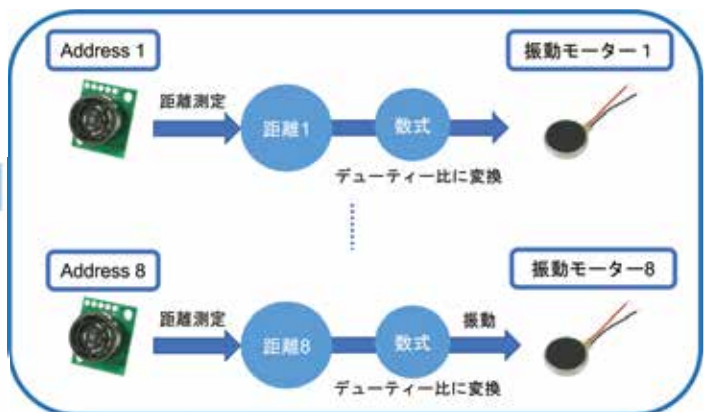 Address 1
振動モーター 1
距離測定
距離1
数式
デューティー比に変換
Address 8
振動モーター8
距離測定
距離8
数式
振動
デューティー比に変換